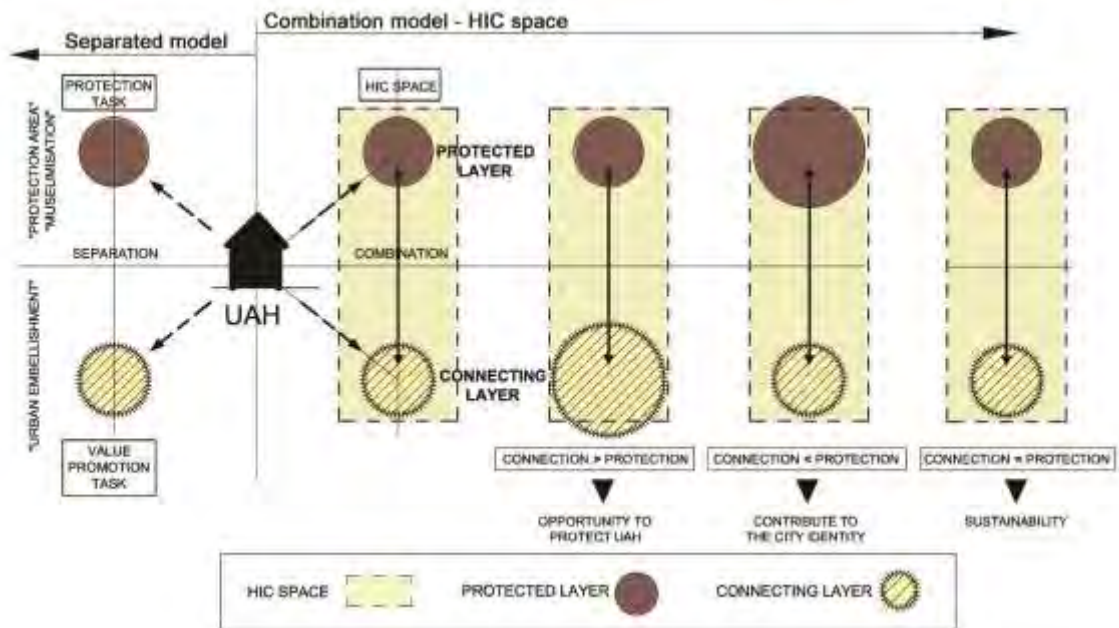 Combination model - HIC space
Separated model
PROTECTION
TASK
HIC SPACE
"PROTECTION AREA"
"MUSEUMISATION"
PROTECTED
LAYER
SEPARATION
COMBINATION
UAH
"URBAN EMBELLISHMENT"
CONNECTING
LAYER
VALUE
PROMOTION
TASK
CONNECTION > PROTECTION
CONNECTION < PROTECTION
CONNECTION = PROTECTION
OPPORTUNITY TO
PROTECT UAH
CONTRIBUTE TO
THE CITY IDENTITY
SUSTAINABILITY
HIC SPACE
PROTECTED LAYER
CONNECTING LAYER